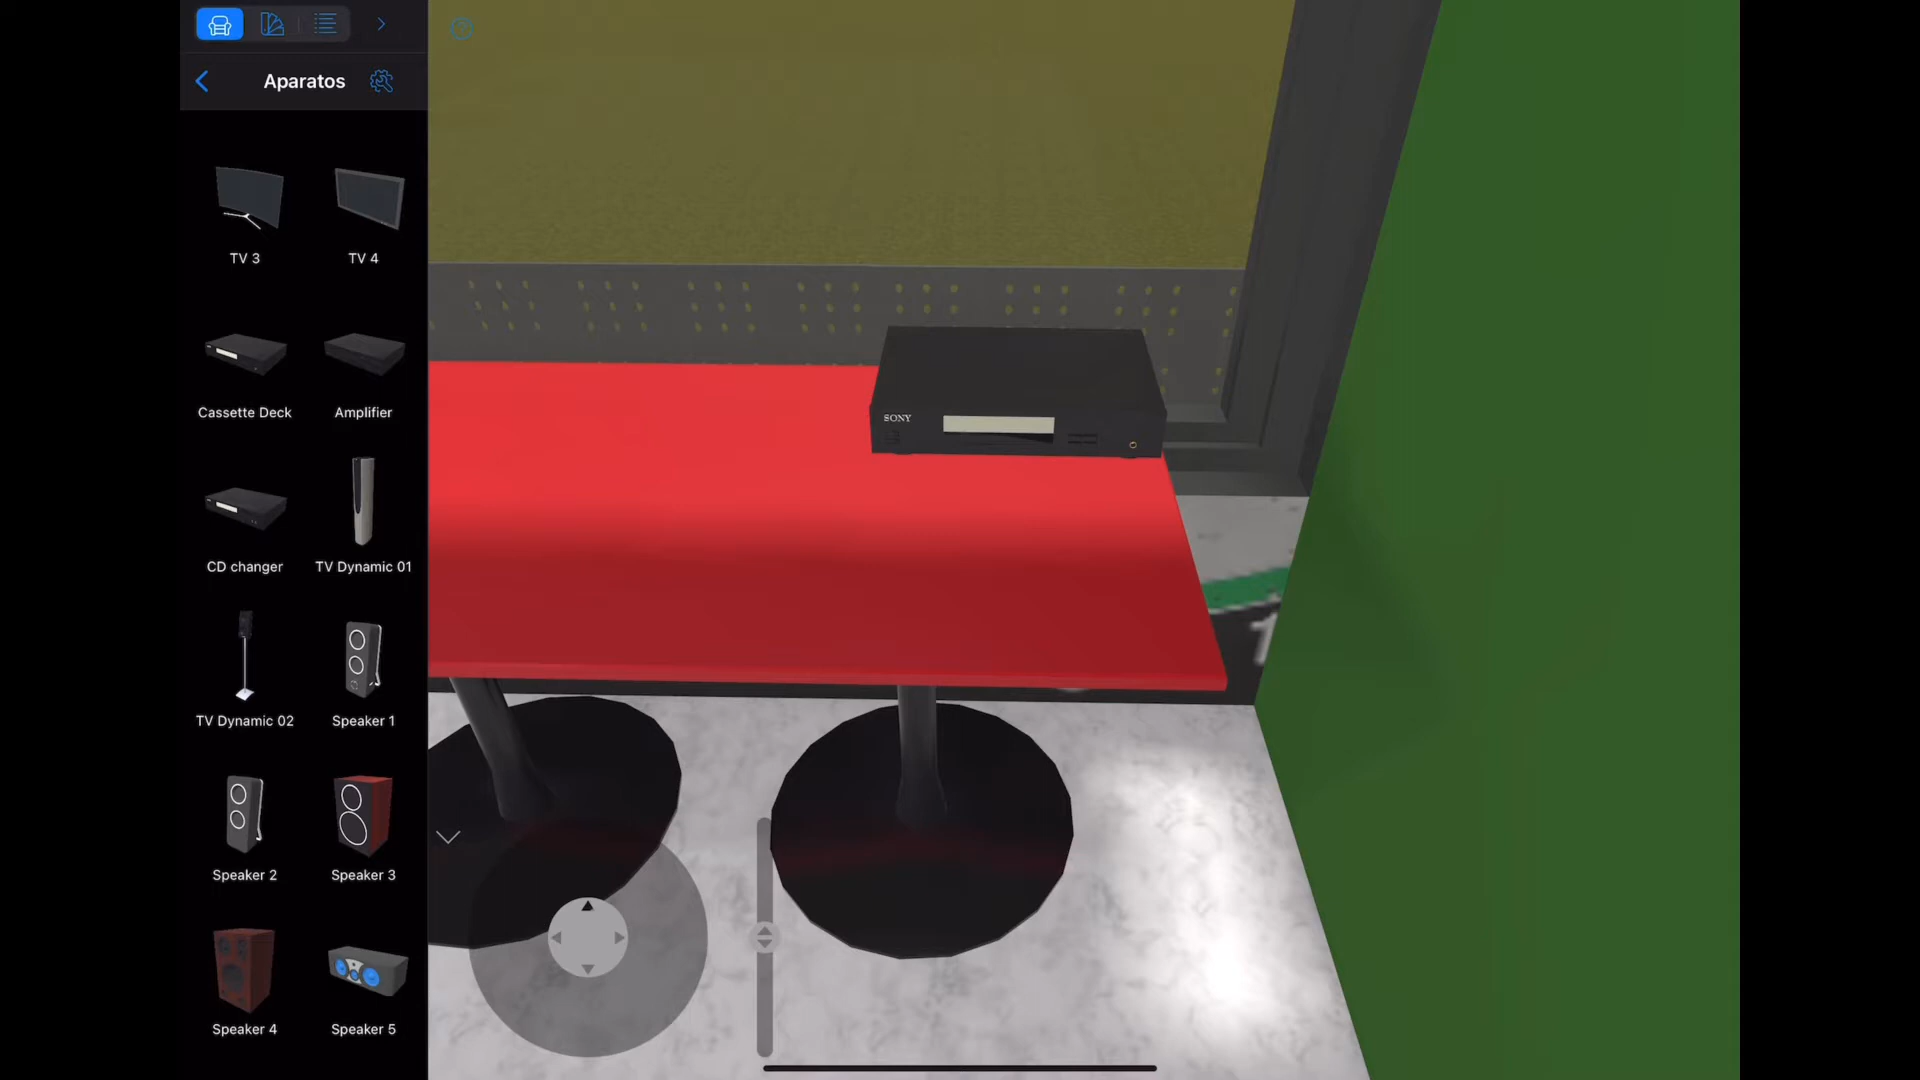 Aparatos
TV 3
TV 4
Cassette Deck
Amplifier
CD changer
TV Dynamic 01
TV Dynamic 02
Speaker 1
Speaker 2
Speaker 3
Speaker 4
Speaker 5
SONY